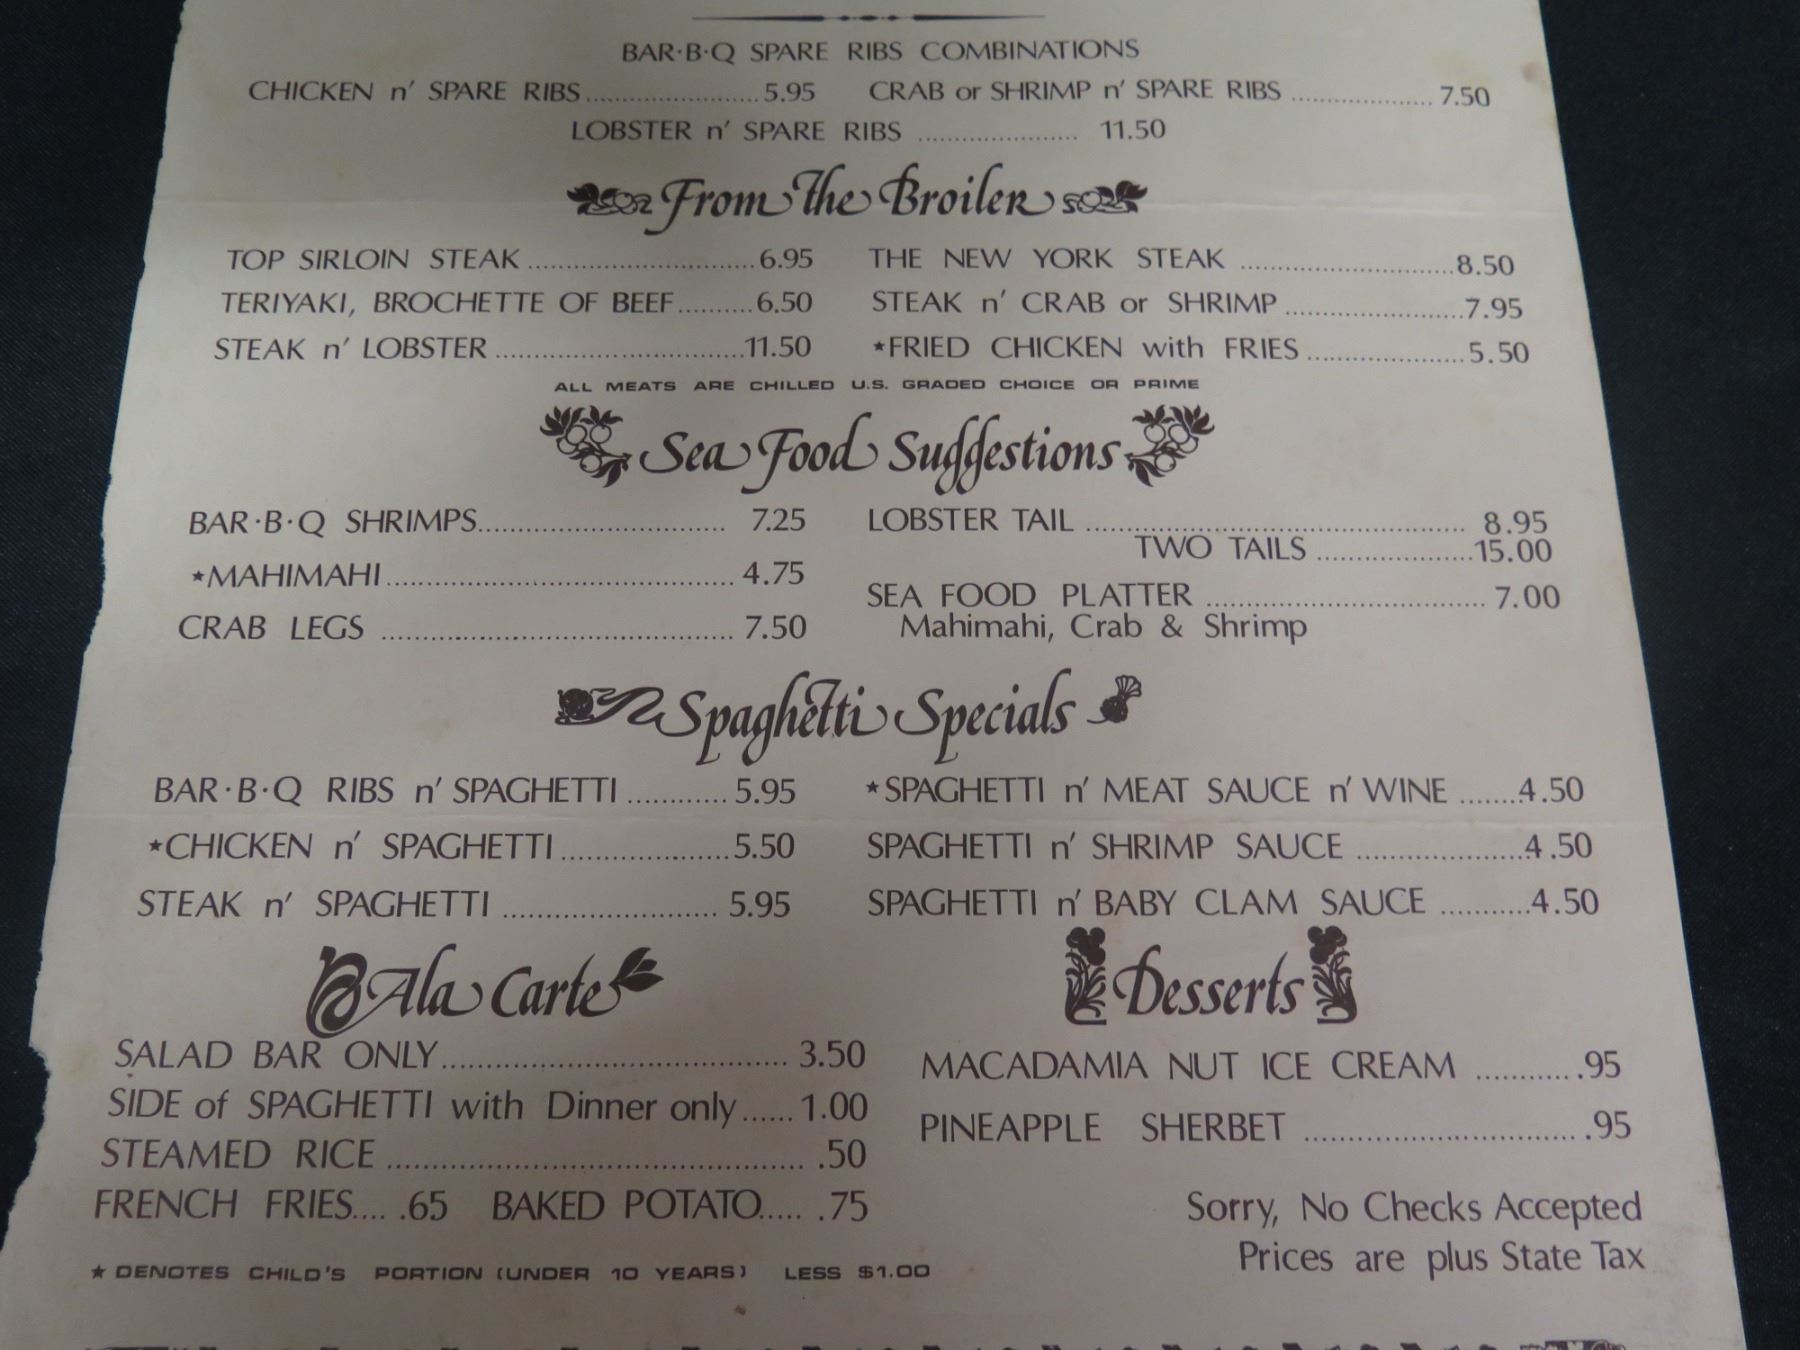 BAR·B·Q SPARE RIBS COMBINATIONS
CHICKEN n' SPARE RIBS....................5.95 CRAB or SHRIMP n' SPARE RIBS ................ 7.50
LOBSTER n' SPARE RIBS .................... 11.50
From the Broiler
TOP SIRLOIN STEAK ............................6.95 THE NEW YORK STEAK ..........................8.50
TERIYAKI, BROCHETTE OF BEEF..........6.50 STEAK n' CRAB or SHRIMP .....................7.95
STEAK n' LOBSTER ..............................11.50 ★FRIED CHICKEN with FRIES ...................5.50
ALL MEATS ARE CHILLED U.S. GRADED CHOICE OR PRIME
Sea Food Suggestions
BAR·B·Q SHRIMPS............................. 7.25 LOBSTER TAIL ............................................. 8.95
TWO TAILS ...................15.00
★MAHIMAHI ......................................... 4.75
SEA FOOD PLATTER ................................. 7.00
Mahimahi, Crab & Shrimp
CRAB LEGS ......................................... 7.50
Spaghetti Specials
BAR·B·Q RIBS n' SPAGHETTI ............ 5.95 ★SPAGHETTI n' MEAT SAUCE n' WINE .......4.50
★CHICKEN n' SPAGHETTI ....................5.50 SPAGHETTI n' SHRIMP SAUCE ....................4.50
STEAK n' SPAGHETTI ......................... 5.95 SPAGHETTI n' BABY CLAM SAUCE ...........4.50
Ala Carte
SALAD BAR ONLY...................................... 3.50
SIDE of SPAGHETTI with Dinner only...... 1.00
STEAMED RICE ............................................. .50
FRENCH FRIES.... .65 BAKED POTATO..... .75
★ DENOTES CHILD'S PORTION (UNDER 10 YEARS) LESS $1.00
Desserts
MACADAMIA NUT ICE CREAM ...........95
PINEAPPLE SHERBET ..............................95
Sorry, No Checks Accepted
Prices are plus State Tax